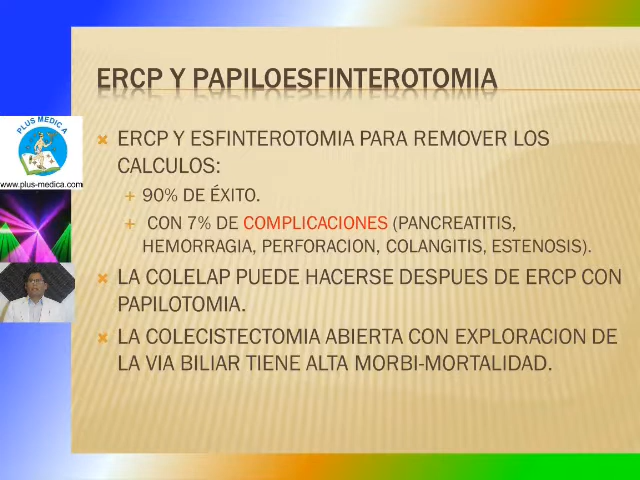 ERCP Y PAPILOESFINTEROTOMIA
PLUS MEDICA
www.plus-medica.com
ERCP Y ESFINTEROTOMIA PARA REMOVER LOS
CALCULOS:
90% DE ÉXITO.
CON 7% DE COMPLICACIONES (PANCREATITIS,
HEMORRAGIA, PERFORACION, COLANGITIS, ESTENOSIS).
LA COLELAP PUEDE HACERSE DESPUES DE ERCP CON
PAPILOTOMIA.
LA COLECISTECTOMIA ABIERTA CON EXPLORACION DE
LA VIA BILIAR TIENE ALTA MORBI-MORTALIDAD.